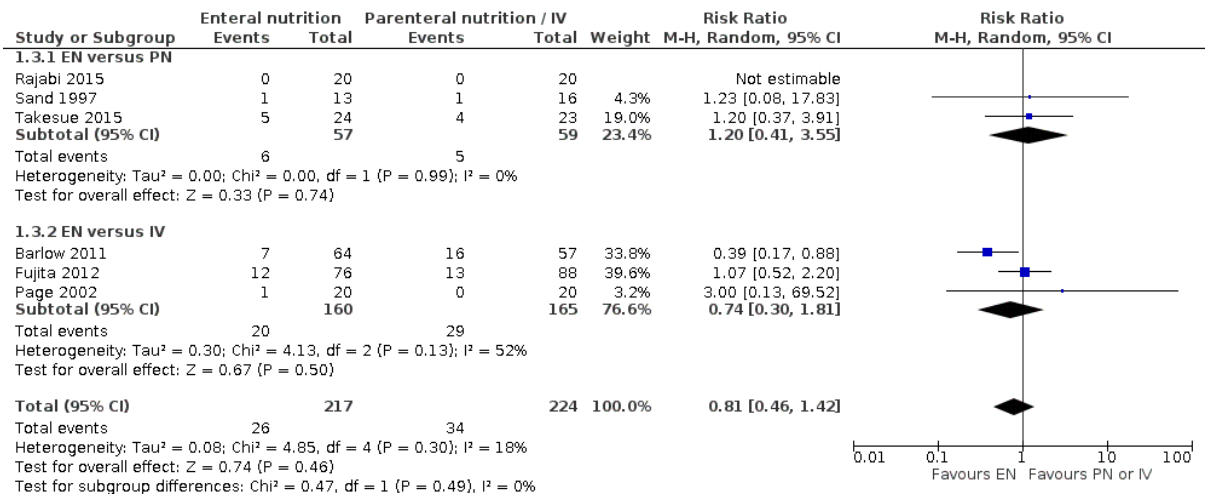 Enteral nutrition Parenteral nutrition / IV Risk Ratio Risk Ratio
Study or Subgroup Events Total Events Total Weight M-H, Random, 95% CI M-H, Random, 95% CI
1.3.1 EN versus PN
Rajabi 2015 0 20 0 20 Not estimable
Sand 1997 1 13 1 16 4.3% 1.23 [0.08, 17.83]
Takesue 2015 5 24 4 23 19.0% 1.20 [0.37, 3.91]
Subtotal (95% CI) 57 59 23.4% 1.20 [0.41, 3.55]
Total events 6 5
Heterogeneity: Tau² = 0.00; Chi² = 0.00, df = 1 (P = 0.99); I² = 0%
Test for overall effect: Z = 0.33 (P = 0.74)
1.3.2 EN versus IV
Barlow 2011 7 64 16 57 33.8% 0.39 [0.17, 0.88]
Fujita 2012 12 76 13 88 39.6% 1.07 [0.52, 2.20]
Page 2002 1 20 0 20 3.2% 3.00 [0.13, 69.52]
Subtotal (95% CI) 160 165 76.6% 0.74 [0.30, 1.81]
Total events 20 29
Heterogeneity: Tau² = 0.30; Chi² = 4.13, df = 2 (P = 0.13); I² = 52%
Test for overall effect: Z = 0.67 (P = 0.50)
Total (95% CI) 217 224 100.0% 0.81 [0.46, 1.42]
Total events 26 34
Heterogeneity: Tau² = 0.08; Chi² = 4.85, df = 4 (P = 0.30); I² = 18%
Test for overall effect: Z = 0.74 (P = 0.46)
Test for subgroup differences: Chi² = 0.47, df = 1 (P = 0.49), I² = 0%
0.01 0.1 1 10 100
Favours EN Favours PN or IV